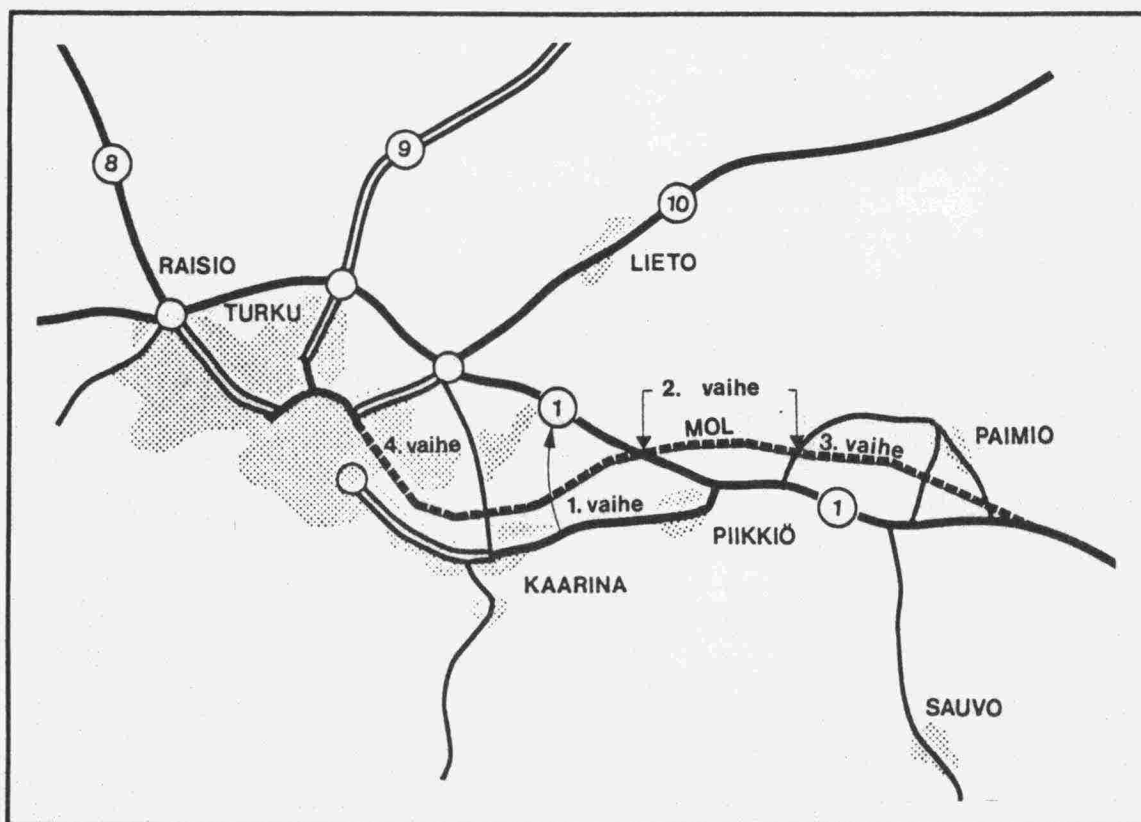 8
9
10
RAISIO
LIETO
TURKU
1
2. vaihe
MOL
4. vaihe
3. vaihe
PAIMIO
1. vaihe
1
PIIKKIÖ
KAARINA
SAUVO